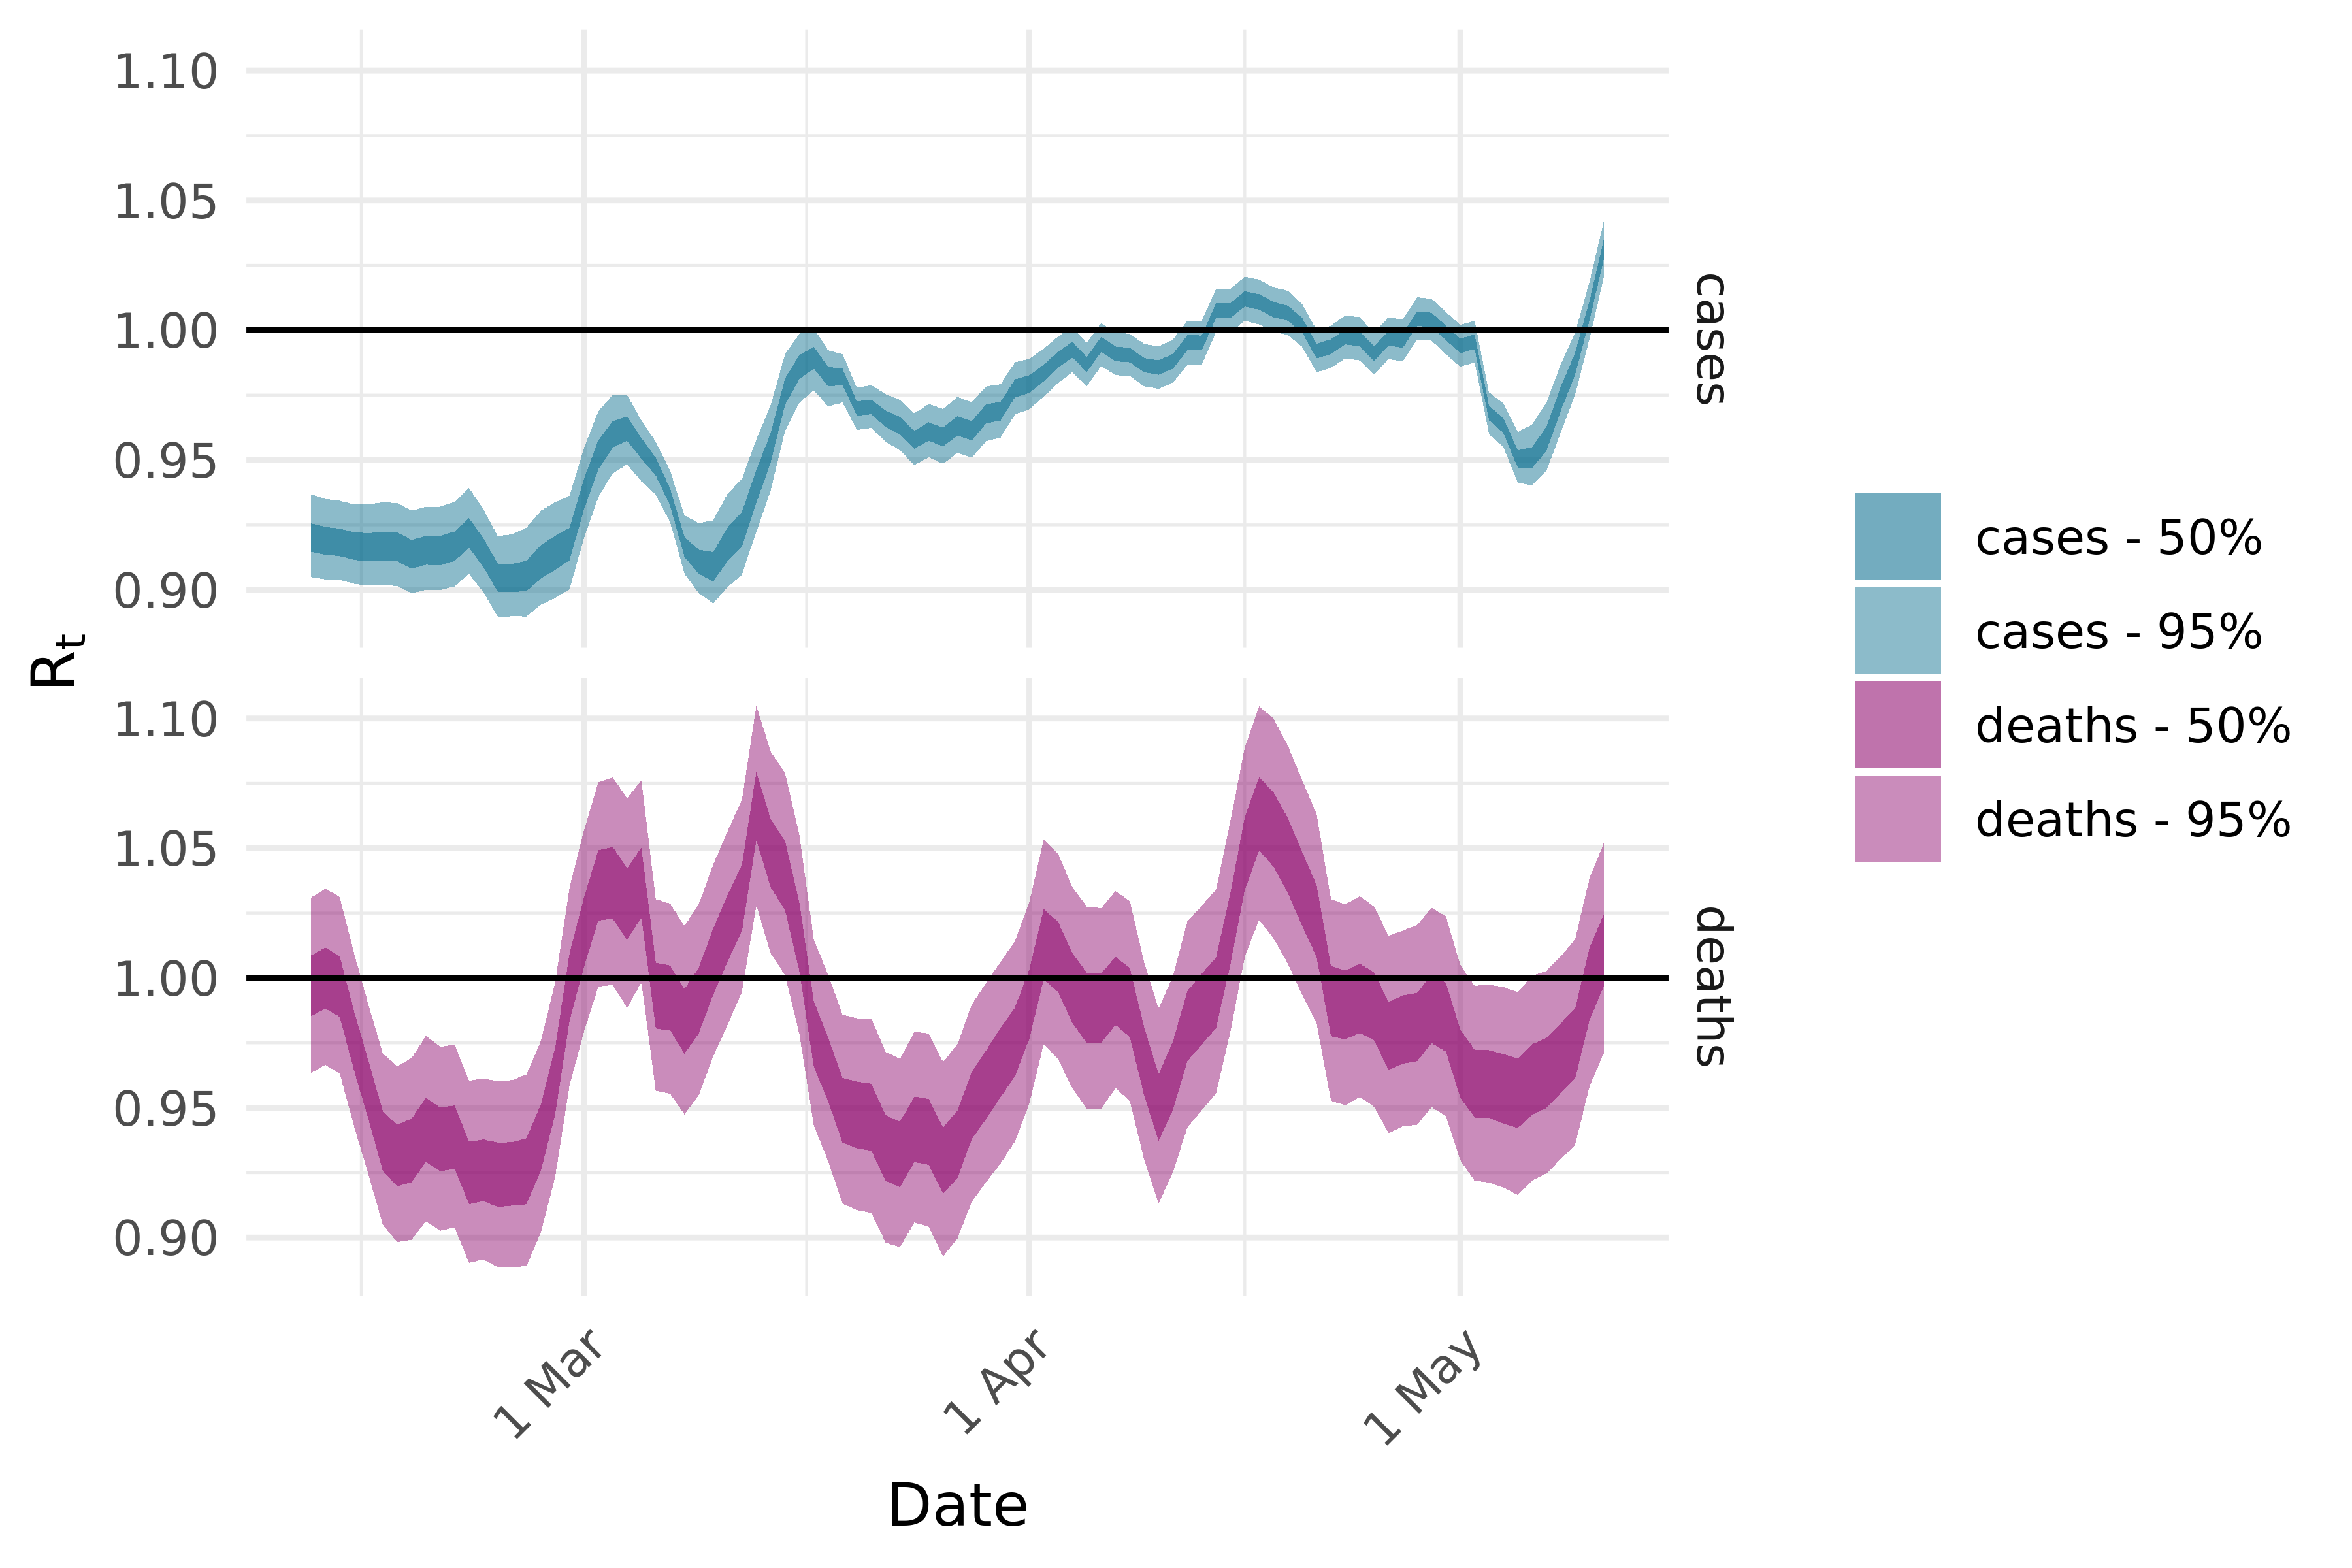 1.10
1.05
1.00
0.95
0.90
cases
Rt
1.10
1.05
1.00
0.95
0.90
deaths
1 Mar
1 Apr
1 May
Date
cases - 50%
cases - 95%
deaths - 50%
deaths - 95%